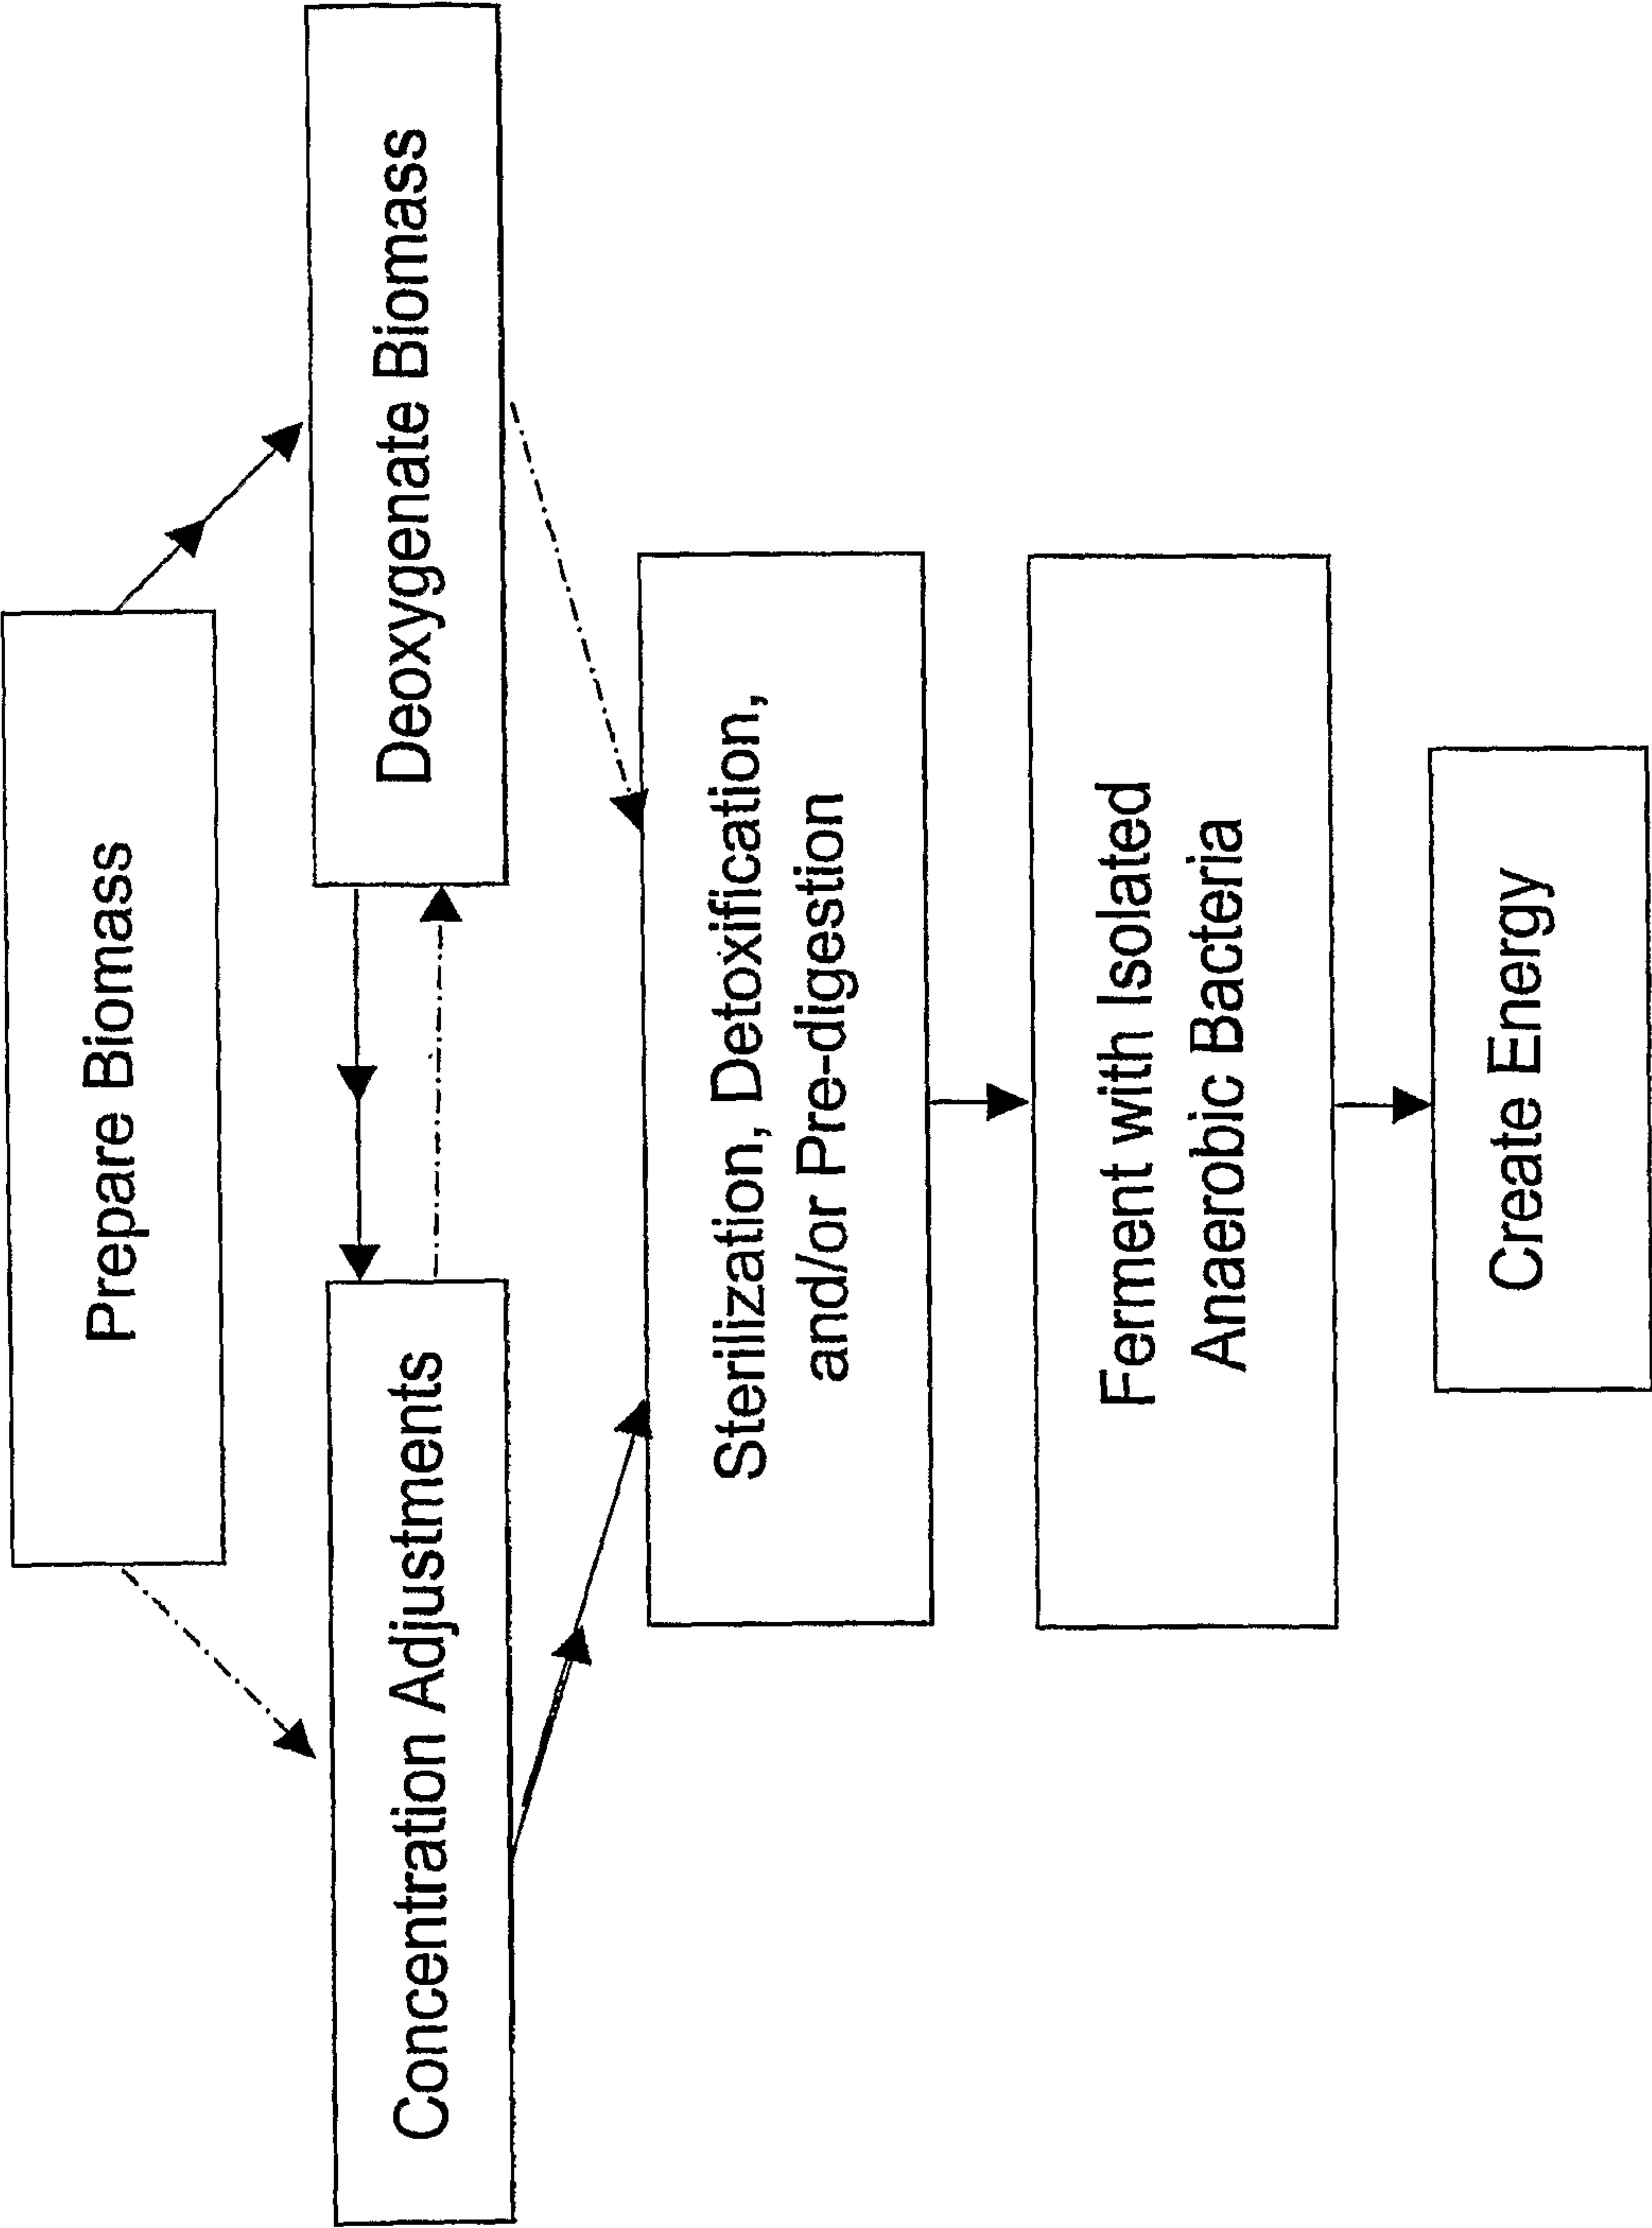 Prepare Biomass
Concentration Adjustments
Deoxygenate Biomass
Sterilization, Detoxification,
and/or Pre-digestion
Ferment with Isolated
Anaerobic Bacteria
Create Energy